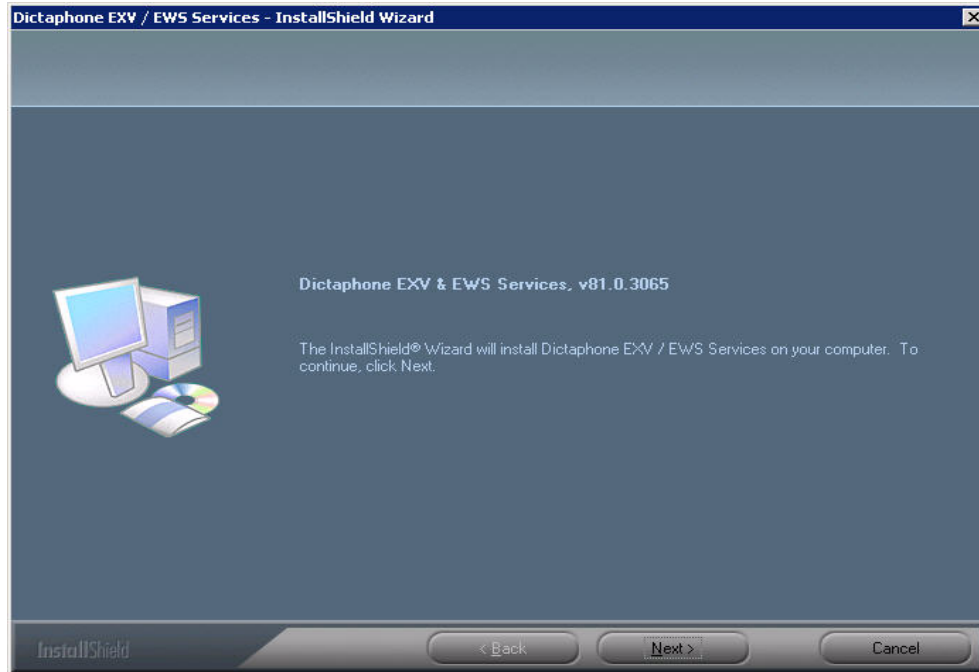 Dictaphone EXV / EWS Services - InstallShield Wizard
Dictaphone EXV & EWS Services, v81.0.3065
The InstallShield® Wizard will install Dictaphone EXV / EWS Services on your computer. To
continue, click Next.
InstallShield
< Back
Next >
Cancel